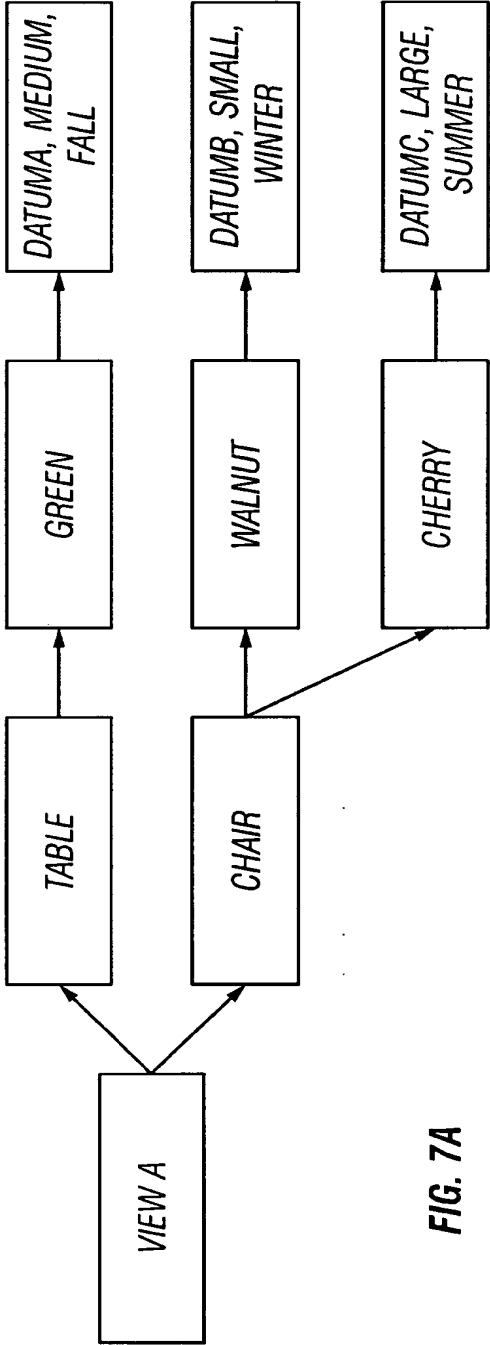 VIEW A
TABLE
CHAIR
GREEN
WALNUT
CHERRY
DATUMA, MEDIUM,
FALL
DATUMB, SMALL,
WINTER
DATUMC, LARGE,
SUMMER
FIG. 7A